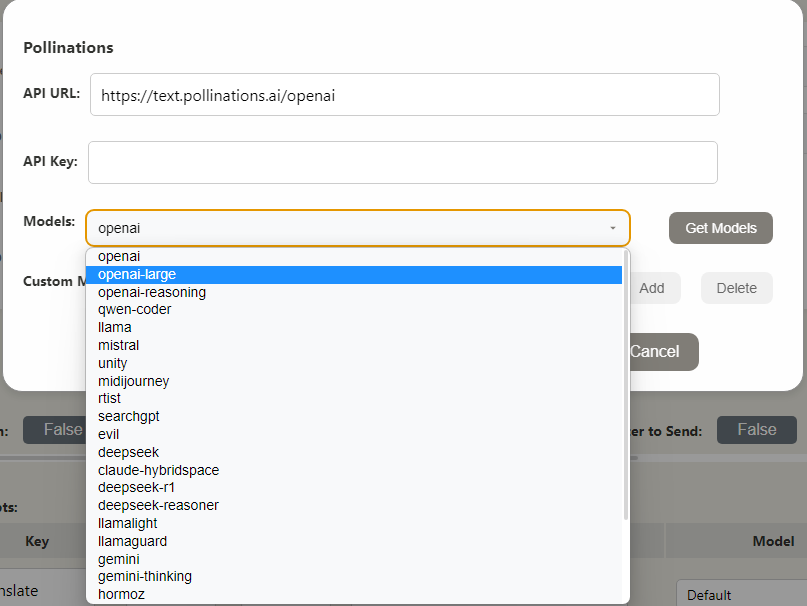 Pollinations
API URL: https://text.pollinations.ai/openai
API Key:
Models: openai Get Models
openai
openai-large
Custom M Add Delete
openai-reasoning
qwen-coder
llama
mistral
Cancel
unity
midijourney
rtist
searchgpt
n: False er to Send: False
evil
deepseek
claude-hybridspace
deepseek-r1
deepseek-reasoner
pts:
llamalight
llamaguard
Key Model
gemini
gemini-thinking
hormoz
nslate Default